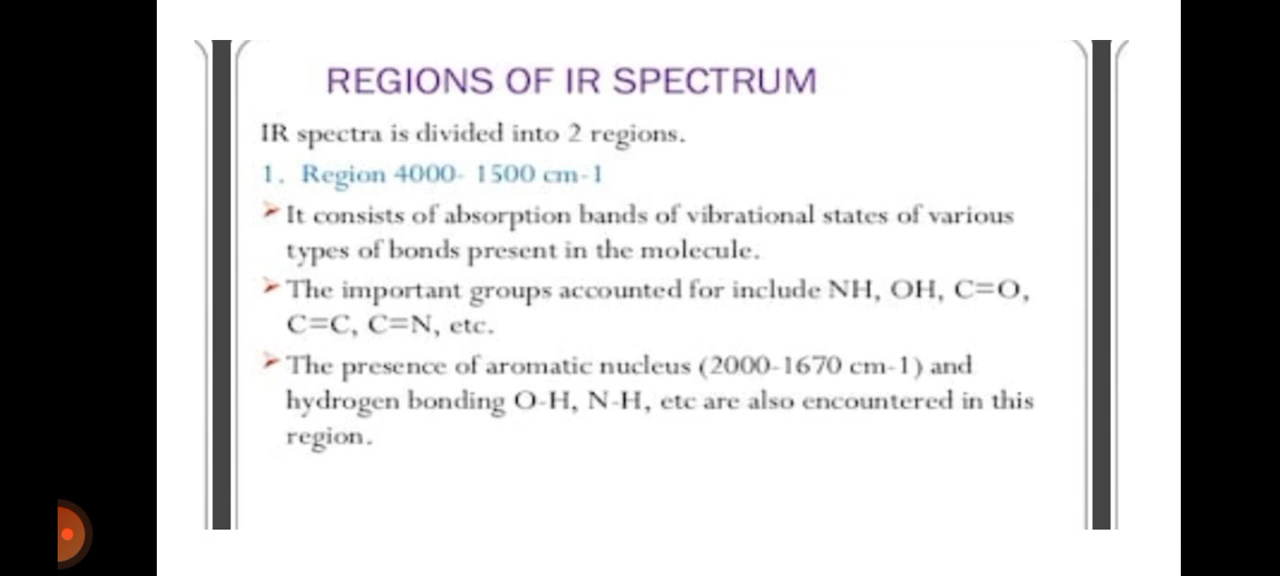 REGIONS OF IR SPECTRUM
IR spectra is divided into 2 regions.
1. Region 4000- 1500 cm-1
➢It consists of absorption bands of vibrational states of various
types of bonds present in the molecule.
➢The important groups accounted for include NH, OH, C=O,
C=C, C=N, etc.
➢The presence of aromatic nucleus (2000-1670 cm-1) and
hydrogen bonding O-H, N-H, etc are also encountered in this
region.